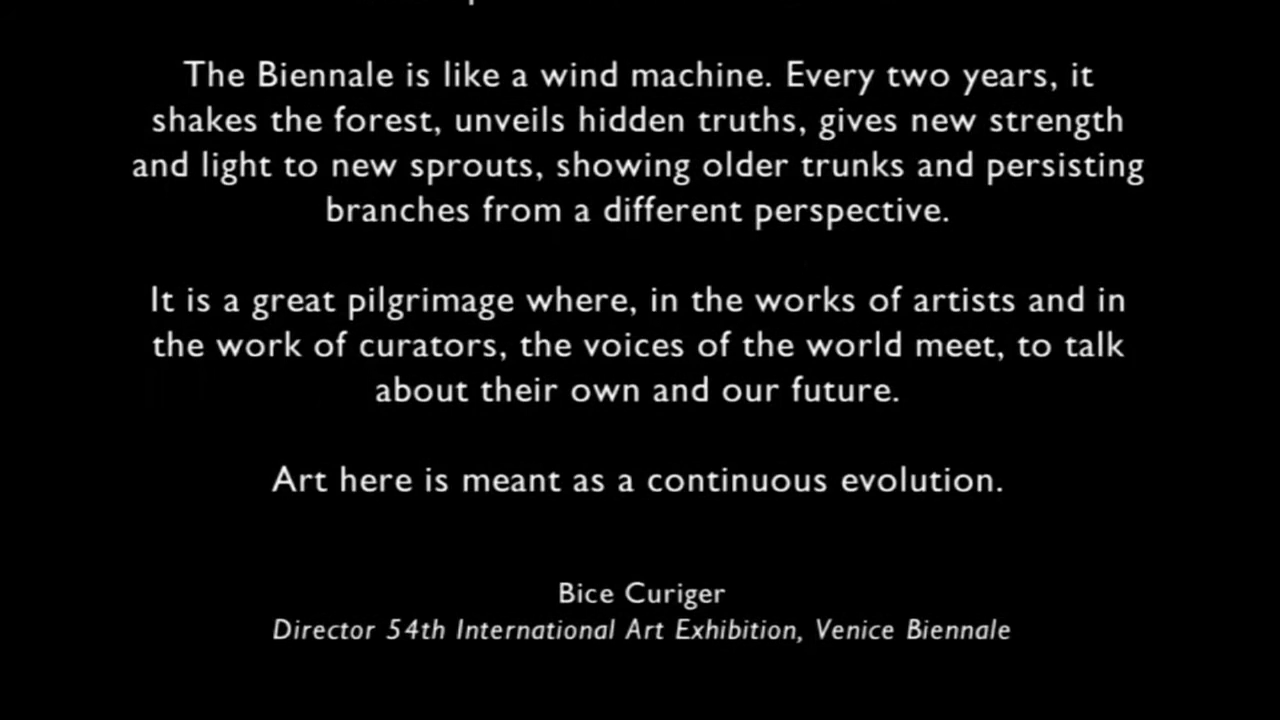 The Biennale is like a wind machine. Every two years, it
shakes the forest, unveils hidden truths, gives new strength
and light to new sprouts, showing older trunks and persisting
branches from a different perspective.
It is a great pilgrimage where, in the works of artists and in
the work of curators, the voices of the world meet, to talk
about their own and our future.
Art here is meant as a continuous evolution.
Bice Curiger
Director 54th International Art Exhibition, Venice Biennale